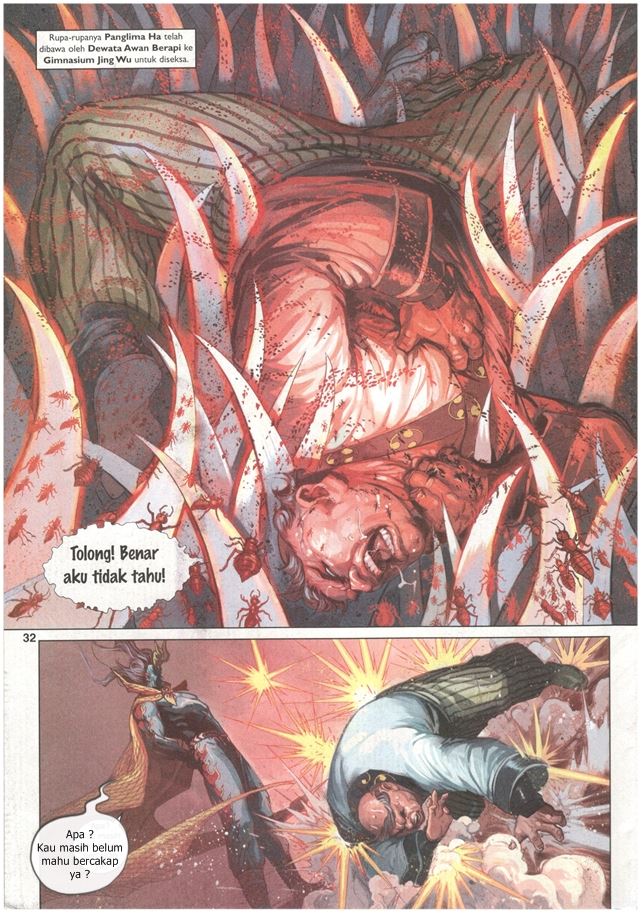 Rupa-rupanya Panglima Ha telah
dibawa oleh Dewata Awan Berapi ke
Gimnasium Jing Wu untuk diseksa.
Tolong! Benar
aku tidak tahu!
32
Apa ?
Kau masih belum
mahu bercakap
ya ?